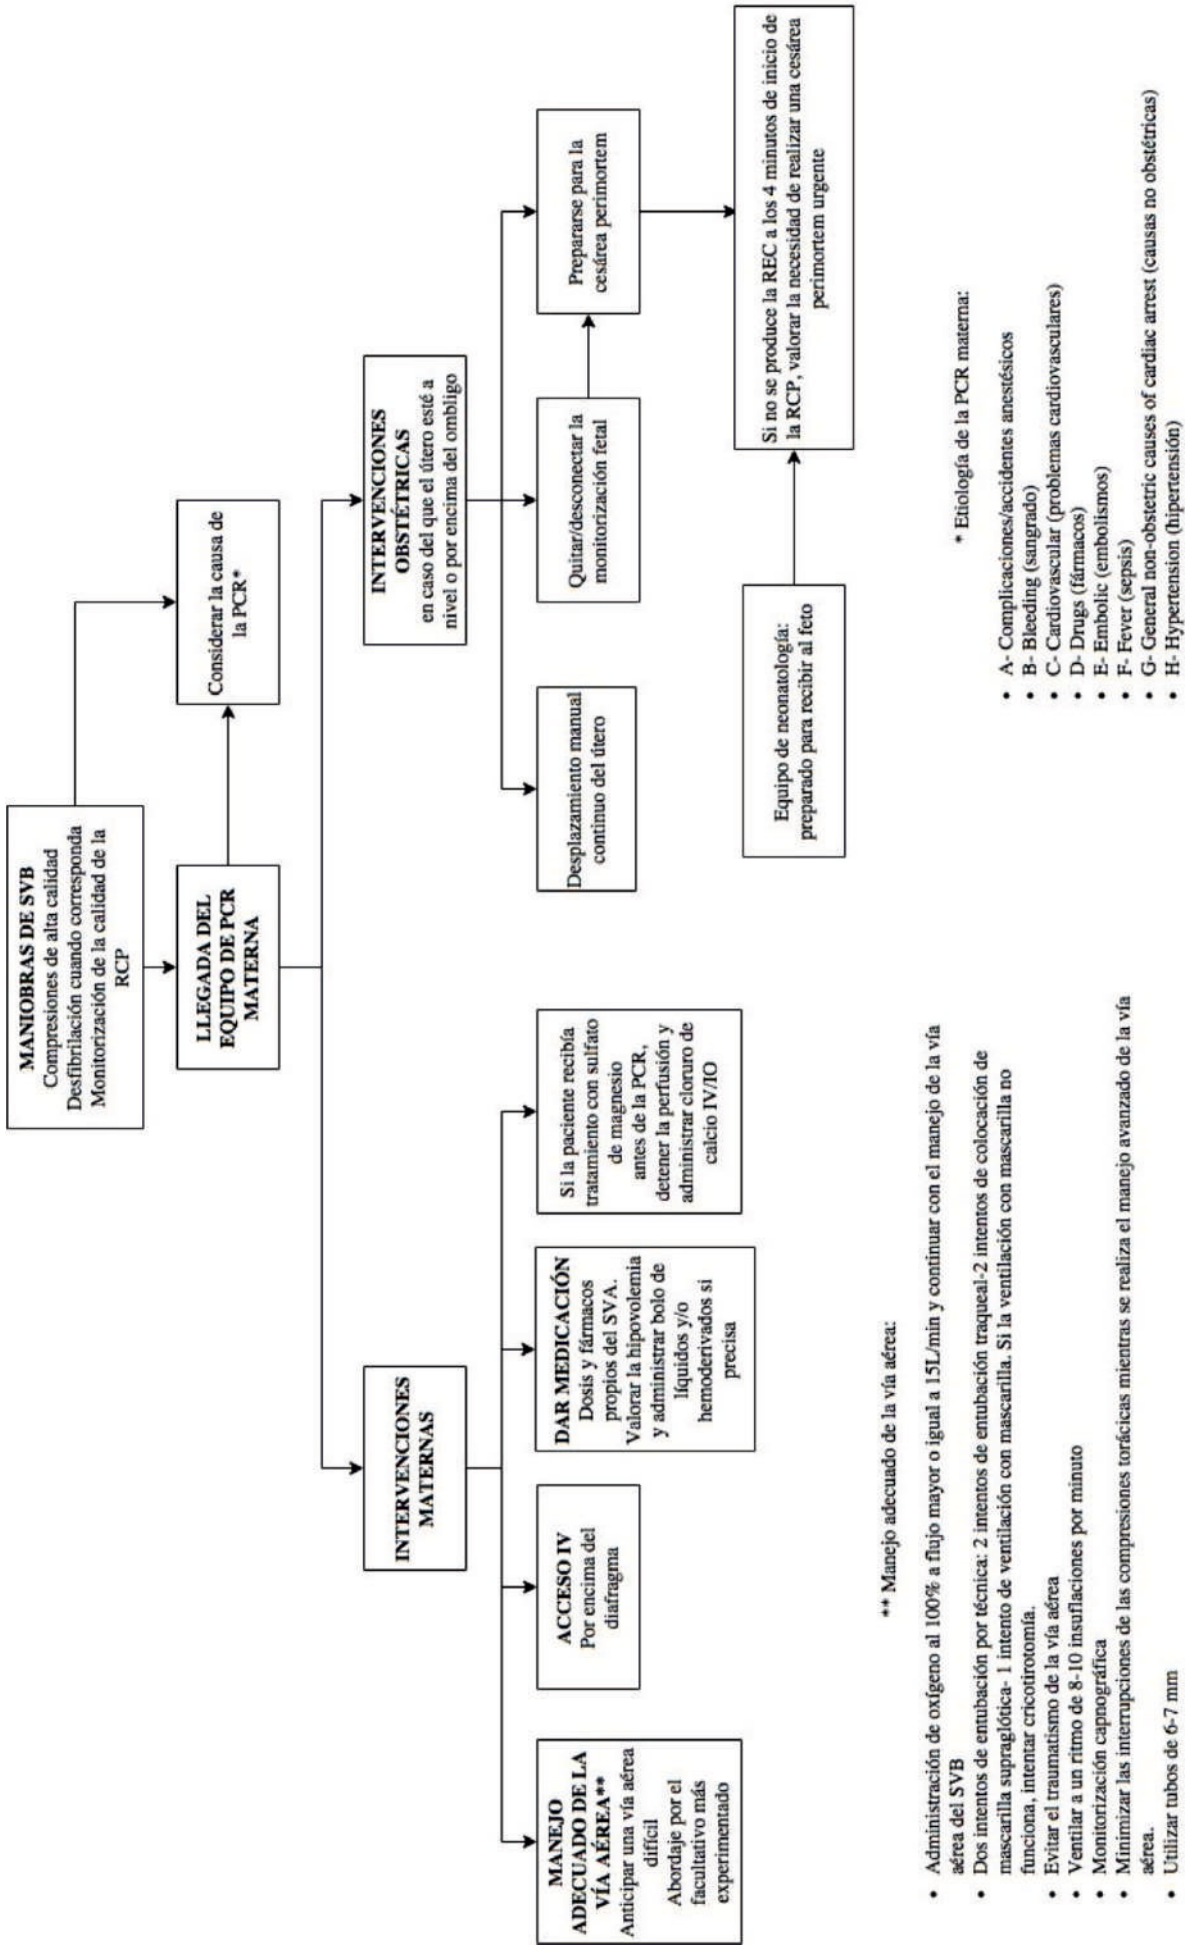 MANIOBRAS DE SVB
Compresiones de alta calidad
Desfibrilación cuando corresponda
Monitorización de la calidad de la
RCP
Considerar la causa de
la PCR*
LLEGADA DEL
EQUIPO DE PCR
MATERNA
INTERVENCIONES
MATERNAS
INTERVENCIONES
OBSTÉTRICAS
en caso del que el útero esté a
nivel o por encima del ombligo
MANEJO
ADECUADO DE LA
VÍA AÉREA**
Anticipar una vía aérea
difícil
Abordaje por el
facultativo más
experimentado
ACCESO IV
Por encima del
diafragma
DAR MEDICACIÓN
Dosis y fármacos
propios del SVA.
Valorar la hipovolemia
y administrar bolo de
líquidos y/o
hemoderivados si
precisa
Si la paciente recibía
tratamiento con sulfato
de magnesio
antes de la PCR,
detener la perfusión y
administrar cloruro de
calcio IV/IO
Desplazamiento manual
continuo del útero
Quitar/desconectar la
monitorización fetal
Prepararse para la
cesárea perimortem
Equipo de neonatología:
preparado para recibir al feto
Si no se produce la REC a los 4 minutos de inicio de
la RCP, valorar la necesidad de realizar una cesárea
perimortem urgente
** Manejo adecuado de la vía aérea:
• Administración de oxígeno al 100% a flujo mayor o igual a 15L/min y continuar con el manejo de la vía
aérea del SVB
• Dos intentos de entubación por técnica: 2 intentos de entubación traqueal-2 intentos de colocación de
mascarilla supraglótica- 1 intento de ventilación con mascarilla. Si la ventilación con mascarilla no
funciona, intentar cricotirotomía.
• Evitar el traumatismo de la vía aérea
• Ventilar a un ritmo de 8-10 insuflaciones por minuto
• Monitorización capnográfica
• Minimizar las interrupciones de las compresiones torácicas mientras se realiza el manejo avanzado de la vía
aérea.
• Utilizar tubos de 6-7 mm
* Etiología de la PCR materna:
• A- Complicaciones/accidentes anestésicos
• B- Bleeding (sangrado)
• C- Cardiovascular (problemas cardiovasculares)
• D- Drugs (fármacos)
• E- Embolic (embolismos)
• F- Fever (sepsis)
• G- General non-obstetric causes of cardiac arrest (causas no obstétricas)
• H- Hypertension (hipertensión)